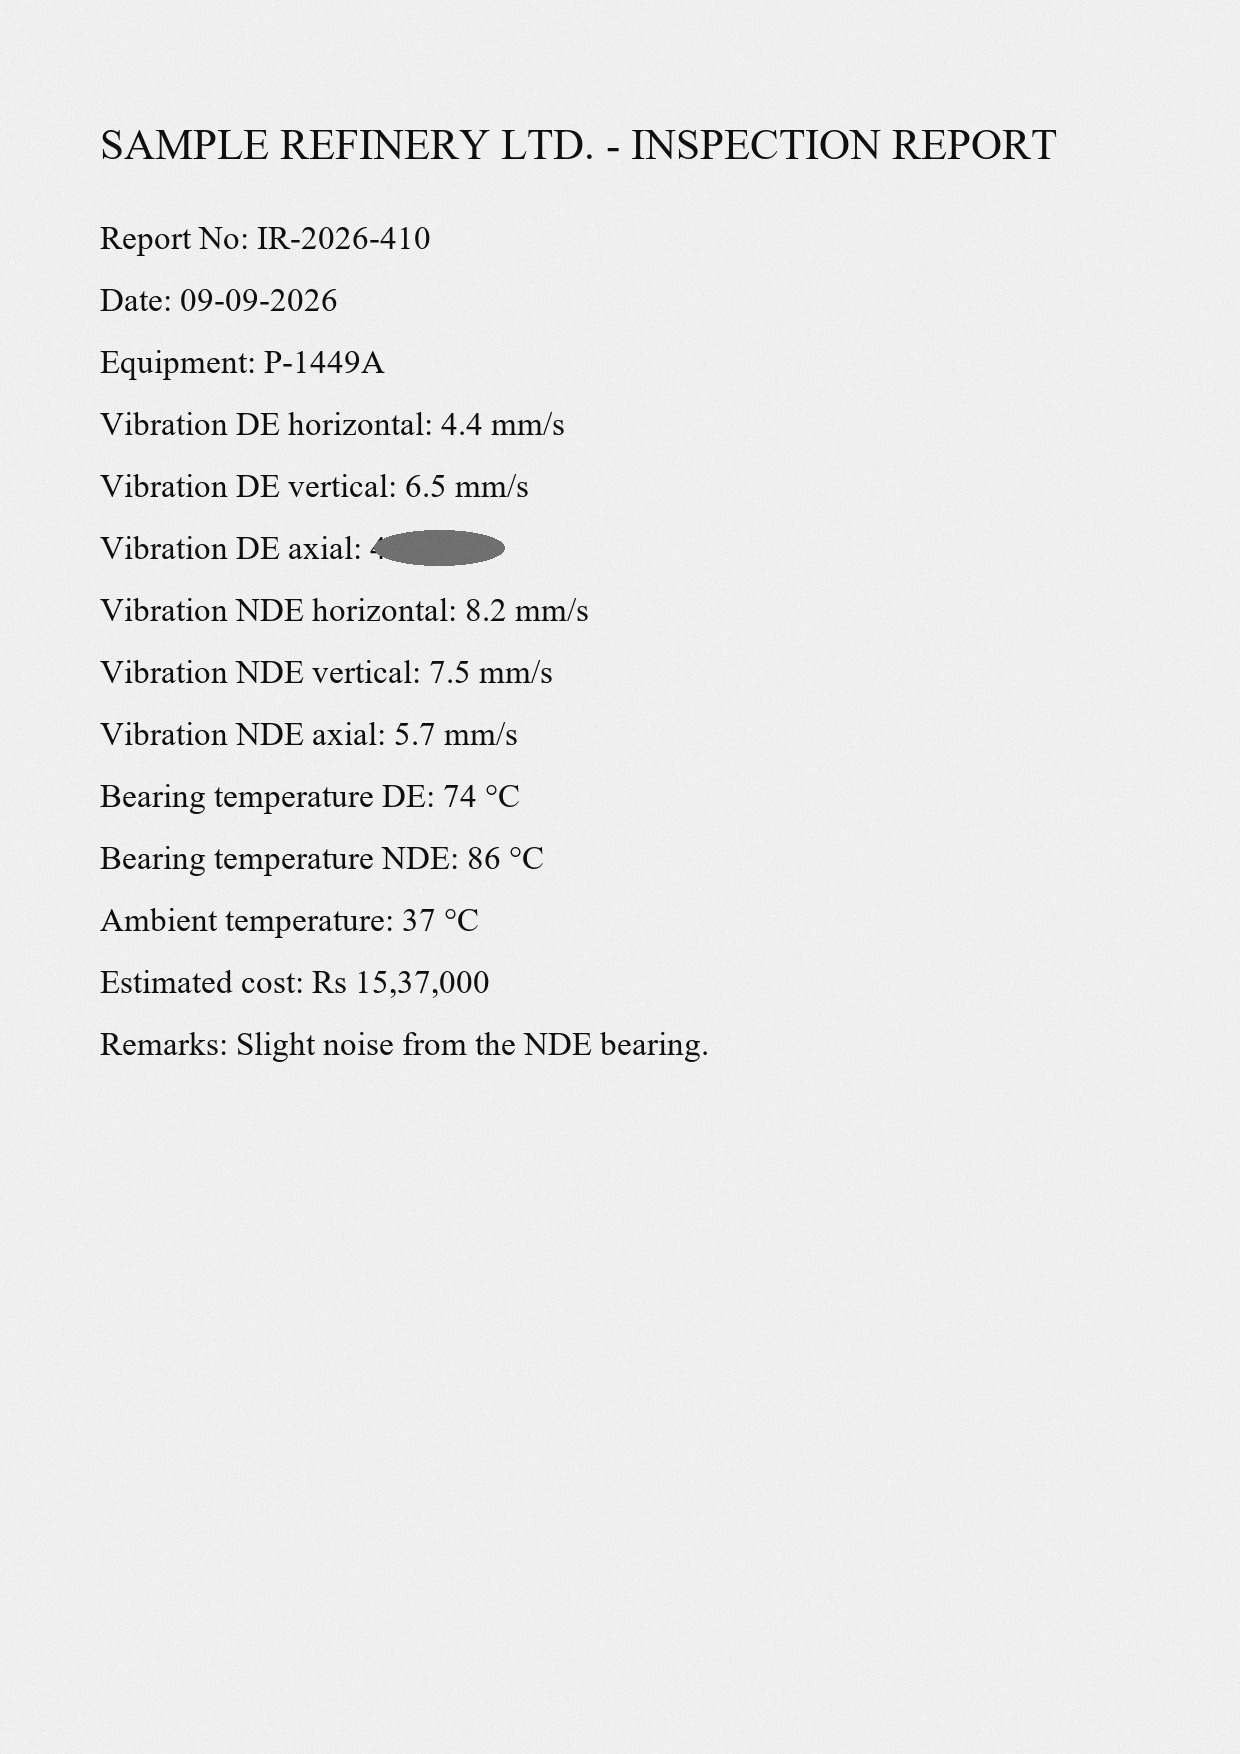 SAMPLE REFINERY LTD. - INSPECTION REPORT
Report No: IR-2026-410
Date: 09-09-2026
Equipment: P-1449A
Vibration DE horizontal: 4.4 mm/s
Vibration DE vertical: 6.5 mm/s
Vibration DE axial:
Vibration NDE horizontal: 8.2 mm/s
Vibration NDE vertical: 7.5 mm/s
Vibration NDE axial: 5.7 mm/s
Bearing temperature DE: 74 °C
Bearing temperature NDE: 86 °C
Ambient temperature: 37 °C
Estimated cost: Rs 15,37,000
Remarks: Slight noise from the NDE bearing.